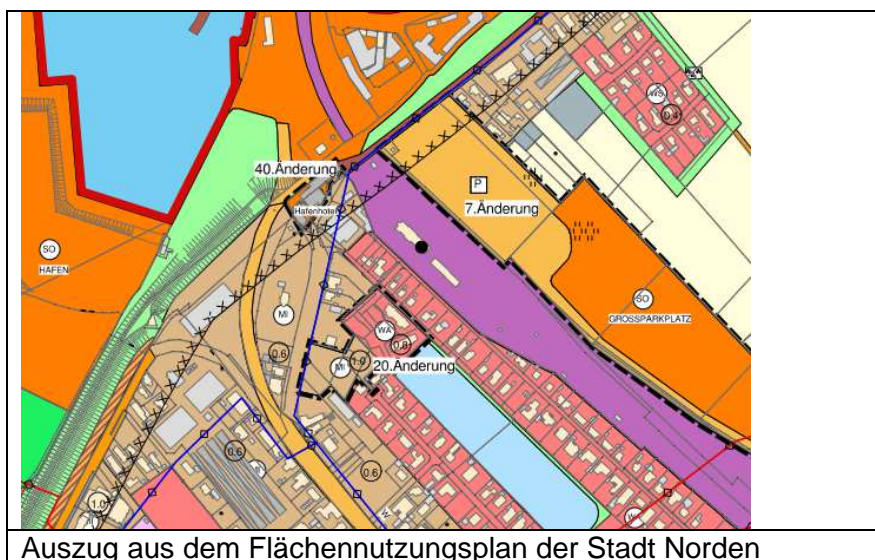 WS
0.4
40.Änderung
P
Hafenhotel
7.Änderung
SO
HAFEN
SO
GROSSPARKPLATZ
MI
WA
0.6
0.8
1.0
MI
20.Änderung
0.6
0.6
1.0
W
Auszug aus dem Flächennutzungsplan der Stadt Norden